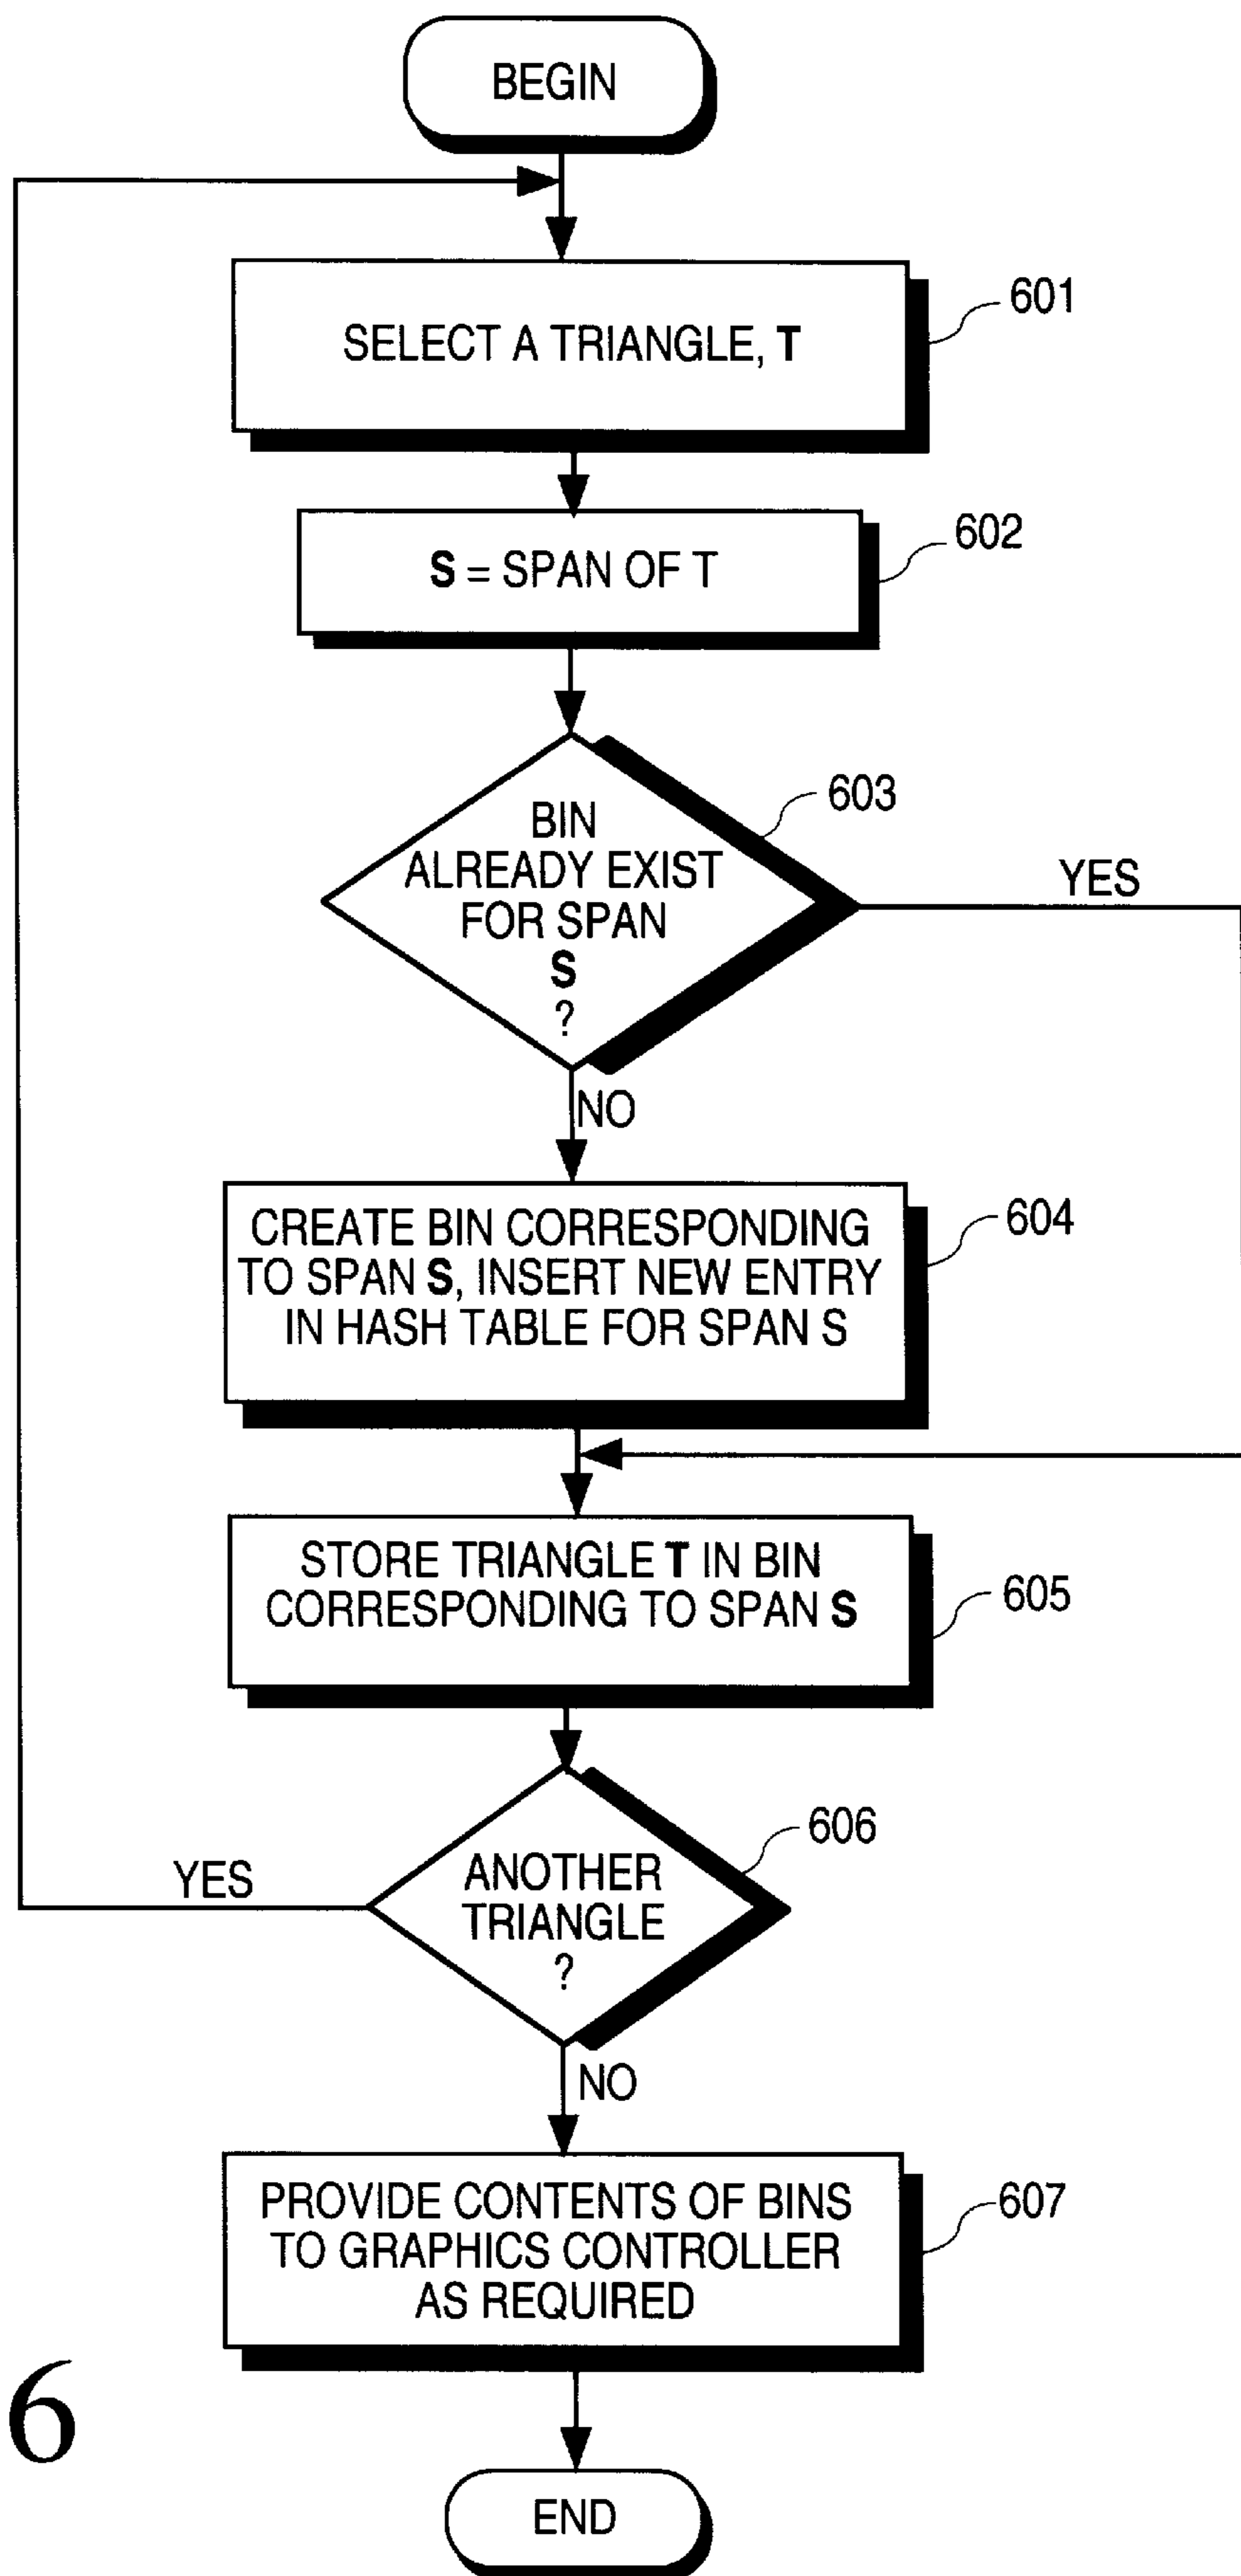 BEGIN
SELECT A TRIANGLE, T
601
S = SPAN OF T
602
BIN
ALREADY EXIST
FOR SPAN
S
?
603
YES
NO
CREATE BIN CORRESPONDING
TO SPAN S, INSERT NEW ENTRY
IN HASH TABLE FOR SPAN S
604
STORE TRIANGLE T IN BIN
CORRESPONDING TO SPAN S
605
ANOTHER
TRIANGLE
?
606
YES
NO
PROVIDE CONTENTS OF BINS
TO GRAPHICS CONTROLLER
AS REQUIRED
607
6
END